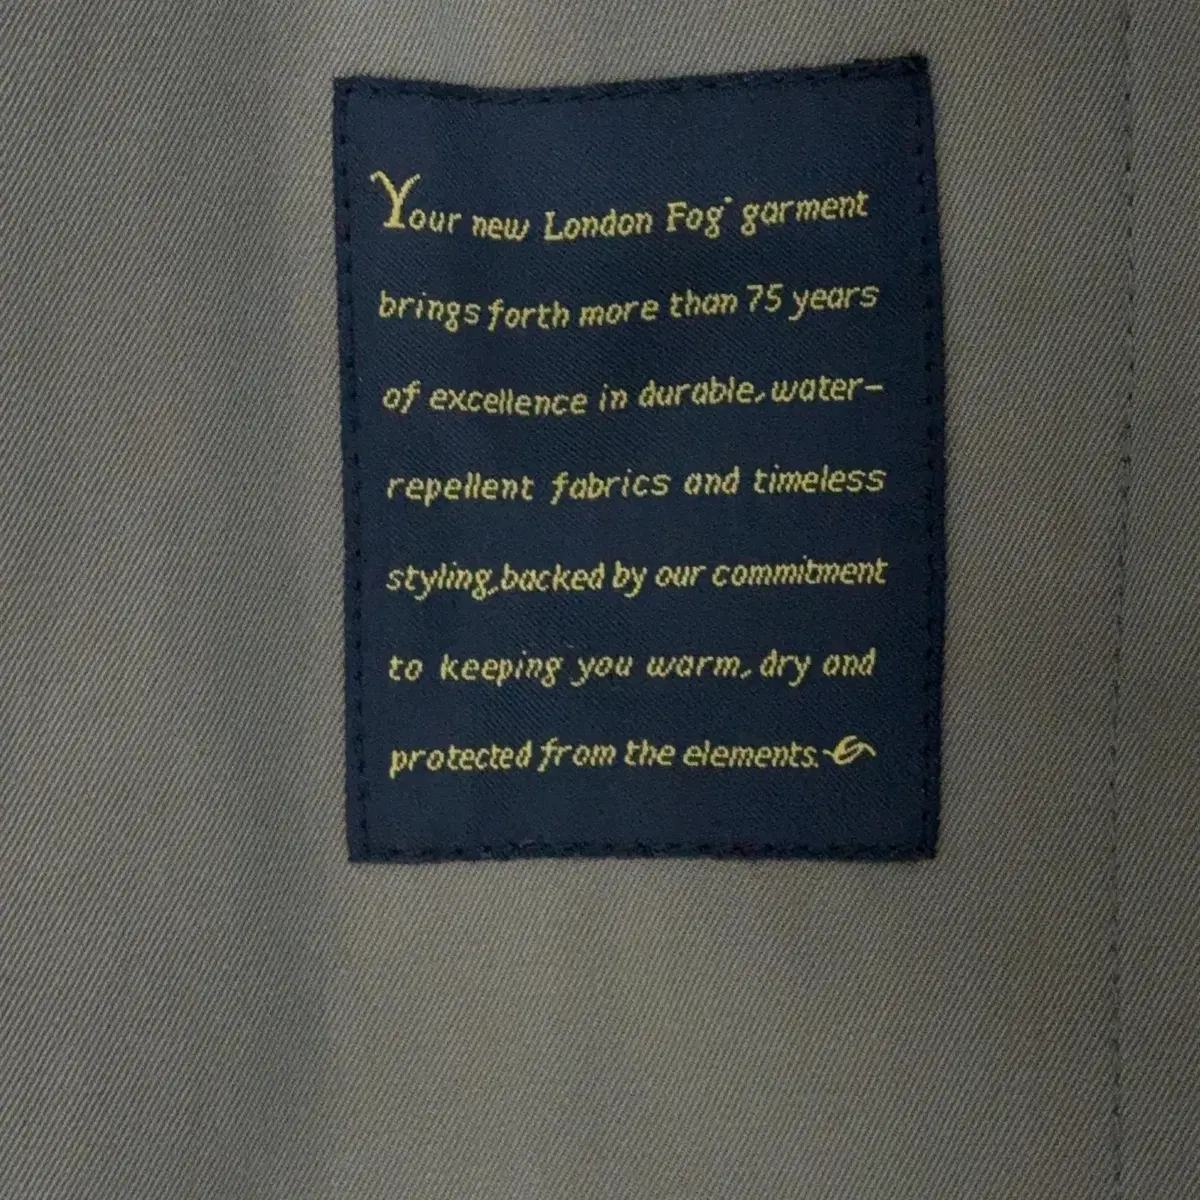 Your new London Fog garment
brings forth more than 75 years
of excellence in durable, water-
repellent fabrics and timeless
styling, backed by our commitment
to keeping you warm, dry and
protected from the elements.